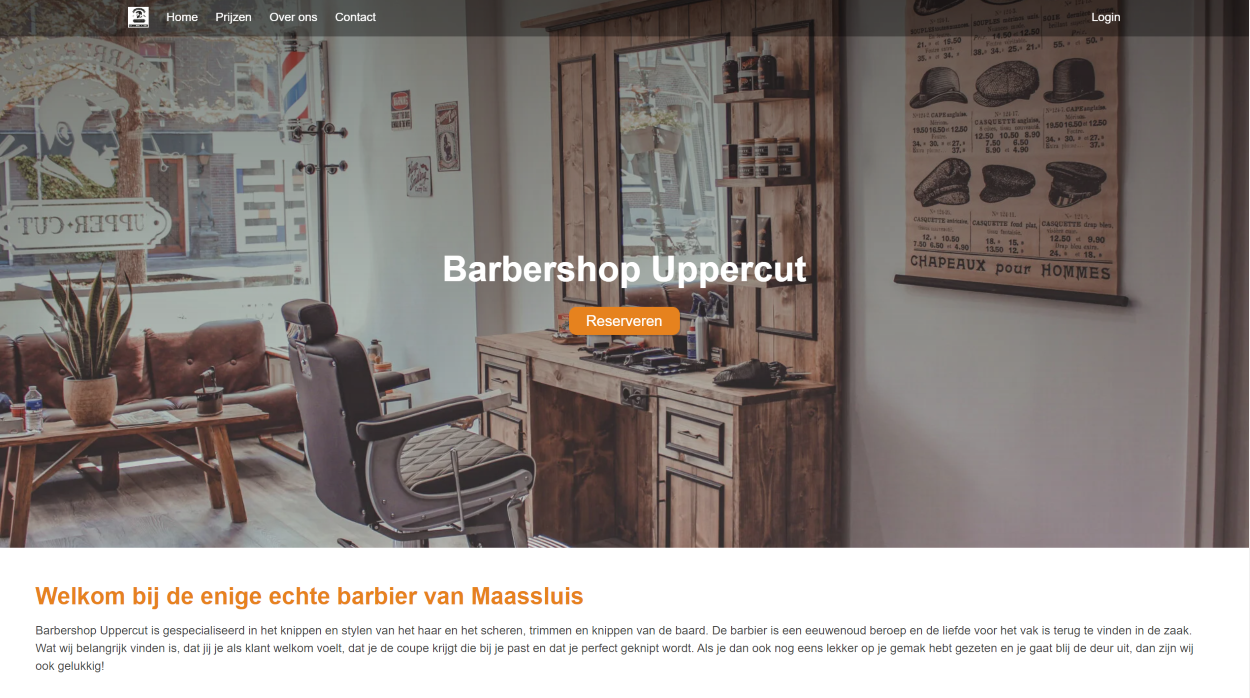 Home Prijzen Over ons Contact Login
UPPER-CUT
CHAPEAUX pour HOMMES
Barbershop Uppercut
Reserveren
Welkom bij de enige echte barbier van Maassluis
Barbershop Uppercut is gespecialiseerd in het knippen en stylen van het haar en het scheren, trimmen en knippen van de baard. De barbier is een eeuwenoud beroep en de liefde voor het vak is terug te vinden in de zaak.
Wat wij belangrijk vinden is, dat jij je als klant welkom voelt, dat je de coupe krijgt die bij je past en dat je perfect geknipt wordt. Als je dan ook nog eens lekker op je gemak hebt gezeten en je gaat blij de deur uit, dan zijn wij
ook gelukkig!